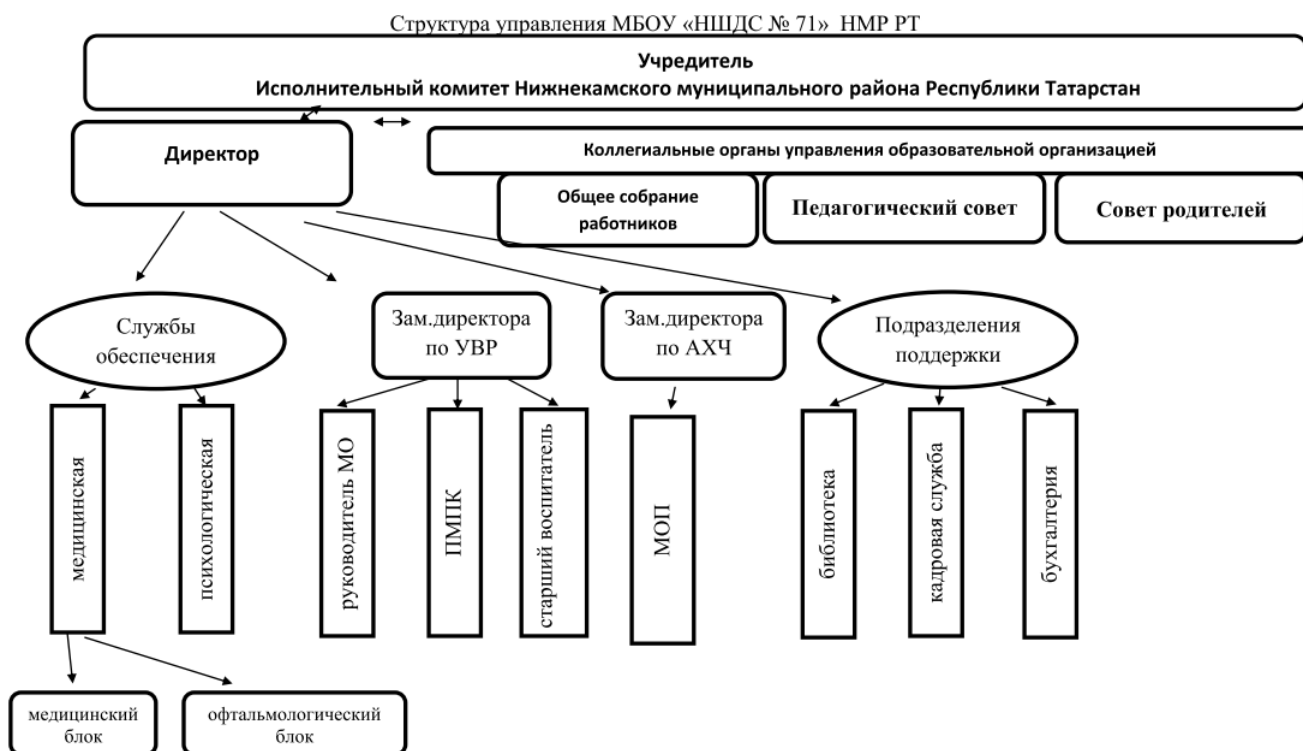 Структура управления МБОУ «НШДС № 71» НМР РТ
Учредитель
Исполнительный комитет Нижнекамского муниципального района Республики Татарстан
Директор
Коллегиальные органы управления образовательной организацией
Общее собрание
работников
Педагогический совет
Совет родителей
Службы
обеспечения
Зам.директора
по УВР
Зам.директора
по АХЧ
Подразделения
поддержки
медицинская
психологическая
руководитель МО
ПМПК
старший воспитатель
МОП
библиотека
кадровая служба
бухгалтерия
медицинский
блок
офтальмологический
блок